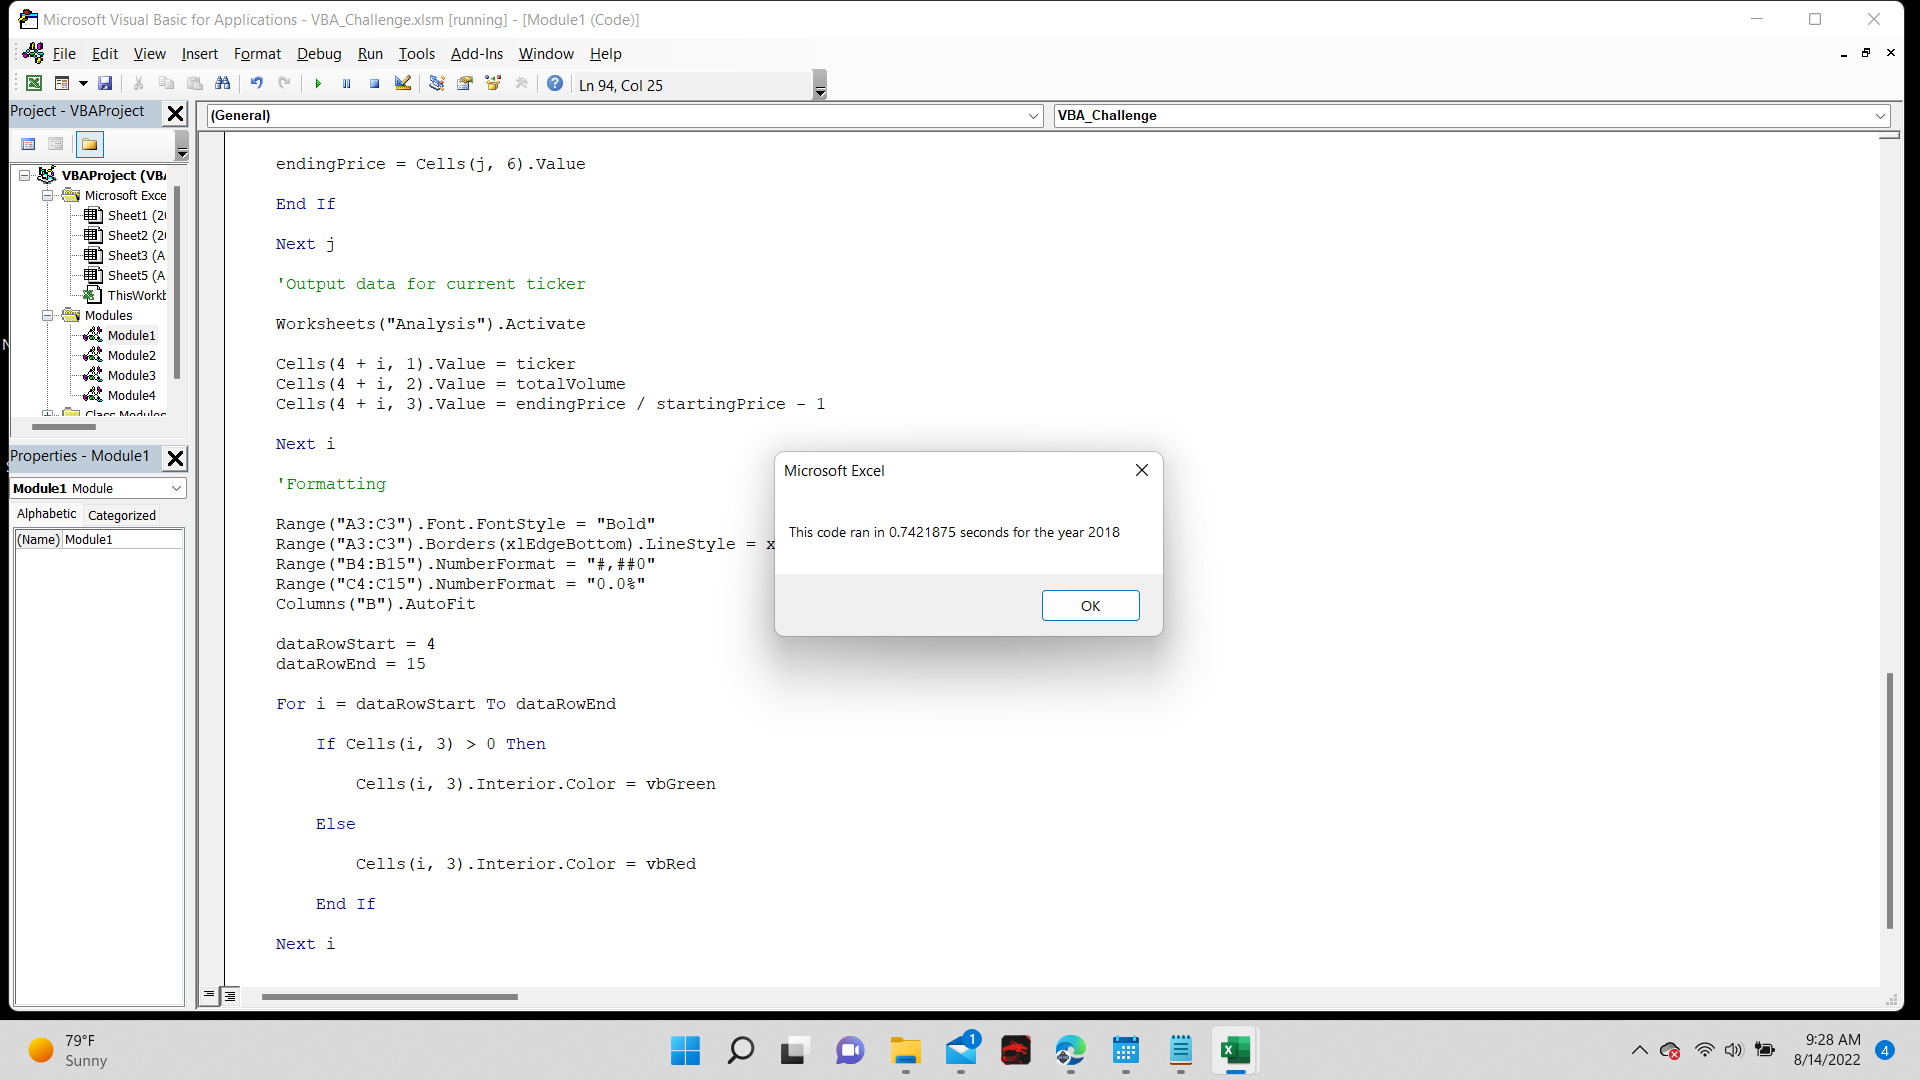 Microsoft Visual Basic for Applications - VBA_Challenge.xlsm [running] - [Module1 (Code)]
File Edit View Insert Format Debug Run Tools Add-Ins Window Help
Ln 94, Col 25
Project - VBAProject
(General)
VBA_Challenge
VBAProject (VBA
Microsoft Exce
Sheet1 (20
Sheet2 (20
Sheet3 (A
Sheet5 (A
ThisWorkb
Modules
Module1
Module2
Module3
Module4
Class Modules
Properties - Module1
Module1 Module
Alphabetic Categorized
(Name) Module1
endingPrice = Cells(j, 6).Value
End If
Next j
'Output data for current ticker
Worksheets("Analysis").Activate
Cells(4 + i, 1).Value = ticker
Cells(4 + i, 2).Value = totalVolume
Cells(4 + i, 3).Value = endingPrice / startingPrice - 1
Next i
'Formatting
Range("A3:C3").Font.FontStyle = "Bold"
Range("A3:C3").Borders(xlEdgeBottom).LineStyle = x
Range("B4:B15").NumberFormat = "#,##0"
Range("C4:C15").NumberFormat = "0.0%"
Columns("B").AutoFit
dataRowStart = 4
dataRowEnd = 15
For i = dataRowStart To dataRowEnd
If Cells(i, 3) > 0 Then
Cells(i, 3).Interior.Color = vbGreen
Else
Cells(i, 3).Interior.Color = vbRed
End If
Next i
Microsoft Excel
This code ran in 0.7421875 seconds for the year 2018
OK
79°F
Sunny
1
9:28 AM
8/14/2022
4